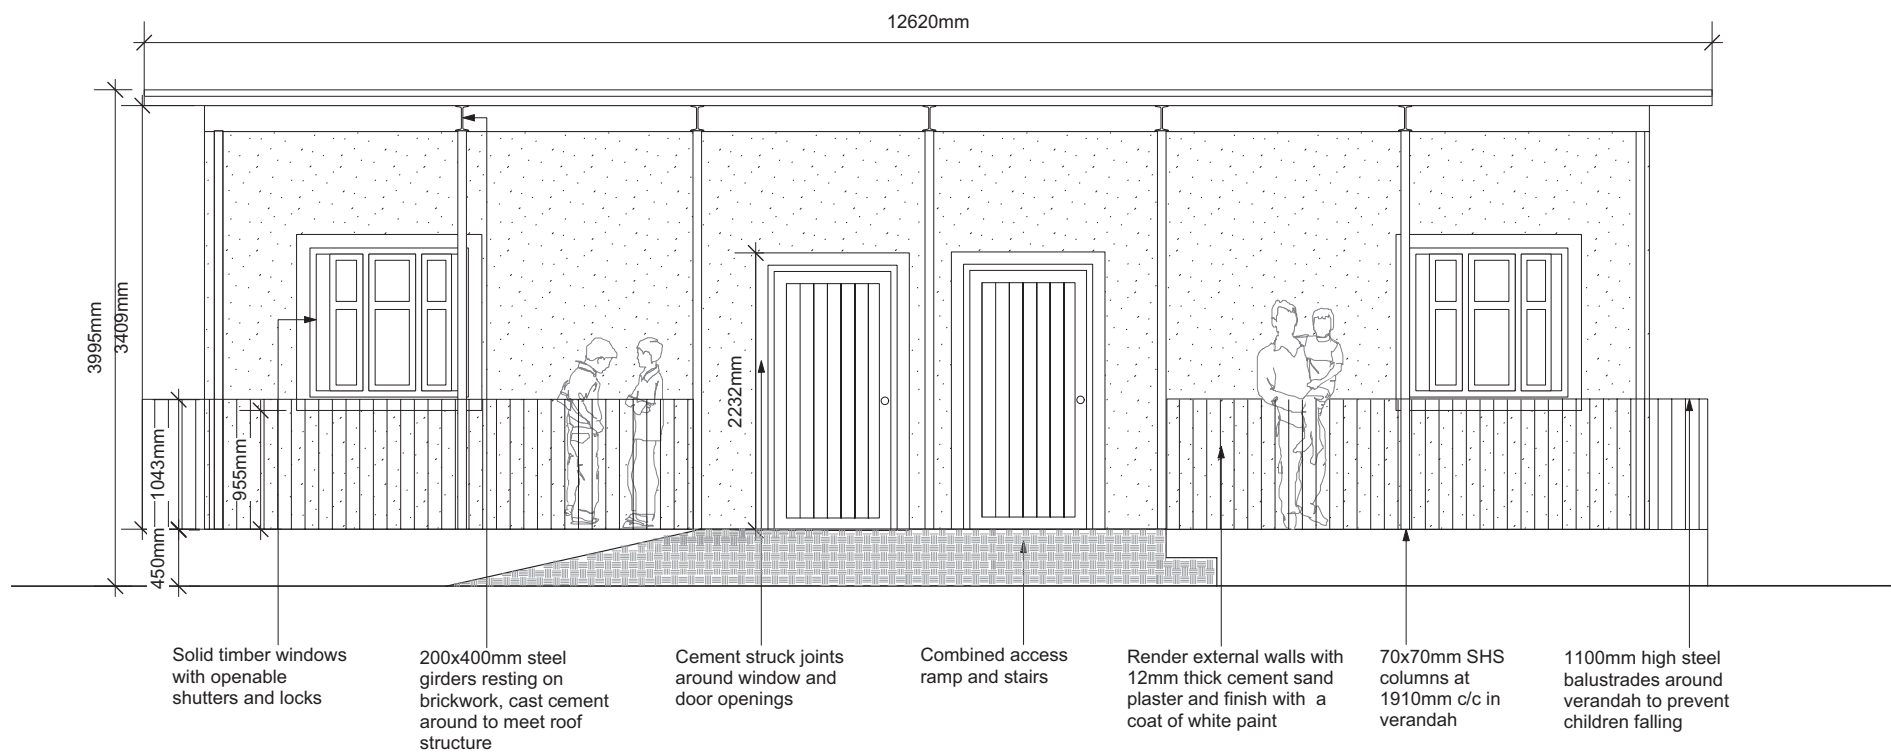 12620mm
3995mm
3409mm
2232mm
1043mm
955mm
450mm
Solid timber windows
with openable
shutters and locks
200x400mm steel
girders resting on
brickwork, cast cement
around to meet roof
structure
Cement struck joints
around window and
door openings
Combined access
ramp and stairs
Render external walls with
12mm thick cement sand
plaster and finish with a
coat of white paint
70x70mm SHS
columns at
1910mm c/c in
verandah
1100mm high steel
balustrades around
verandah to prevent
children falling